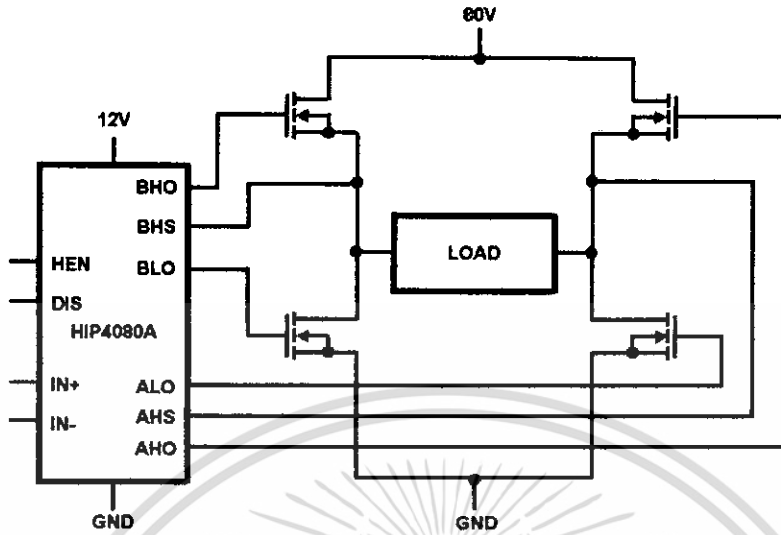 80V
12V
BHO
BHS
BLO
HEN
DIS
HIP4080A
LOAD
IN+
IN-
ALO
AHS
AHO
GND
GND